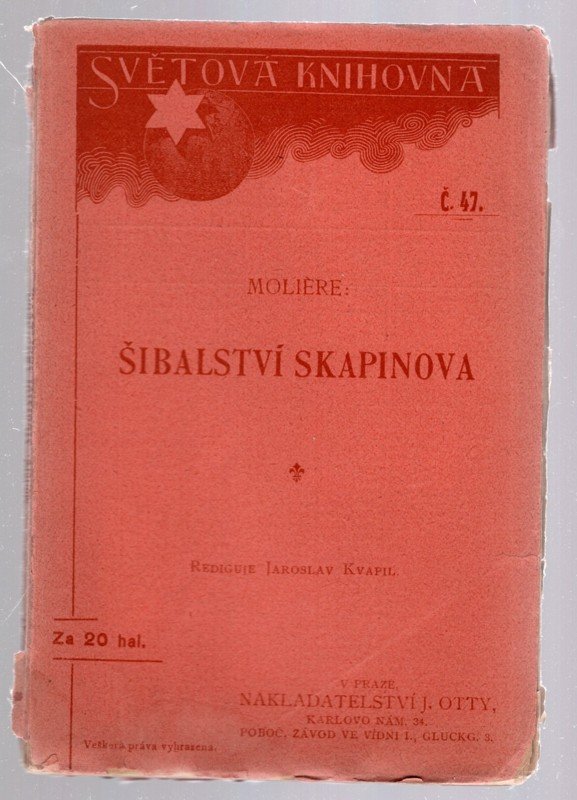 SVĚTOVÁ KNIHOVNA
Č. 47.
MOLIÈRE:
ŠIBALSTVÍ SKAPINOVA
REDIGUJE JAROSLAV KVAPIL.
Za 20 hal.
V PRAZE.
NAKLADATELSTVÍ J. OTTY,
KARLOVO NÁM. 34.
POBOČ. ZÁVOD VE VÍDNI I., GLUCKG. 3.
Veškerá práva vyhrazena.